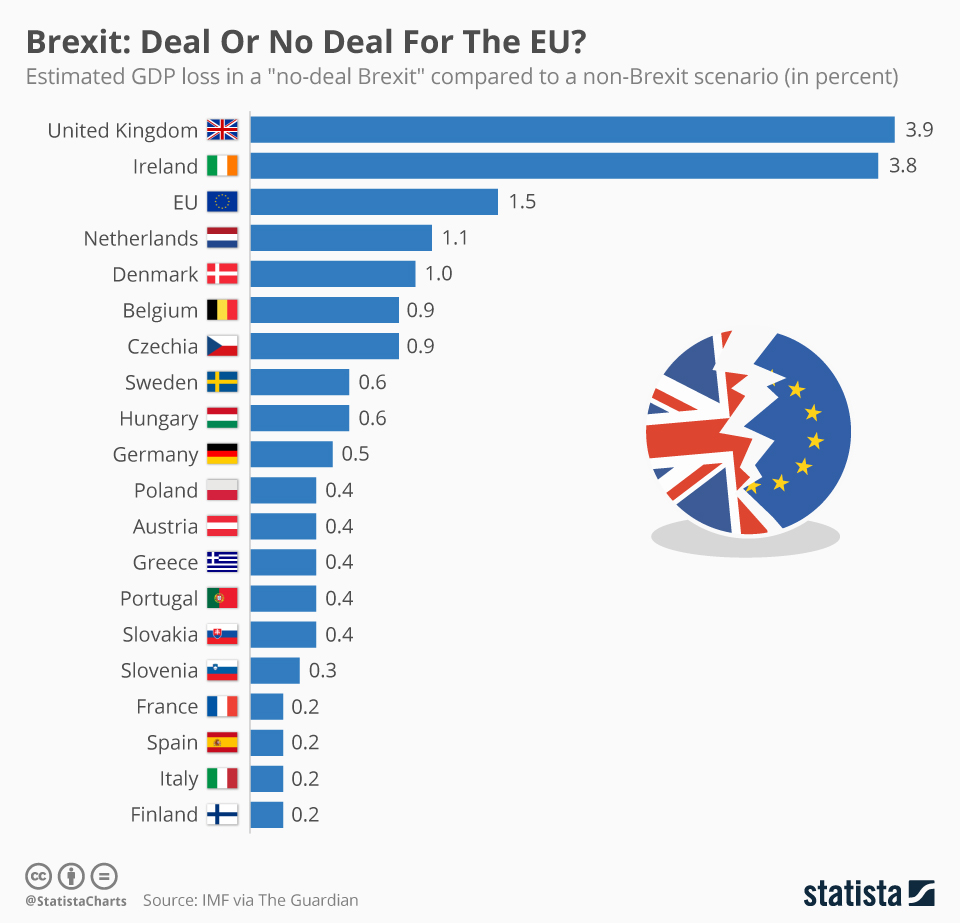 Brexit: Deal Or No Deal For The EU?
Estimated GDP loss in a "no-deal Brexit" compared to a non-Brexit scenario (in percent)
United Kingdom 3.9
Ireland 3.8
EU 1.5
Netherlands 1.1
Denmark 1.0
Belgium 0.9
Czechia 0.9
Sweden 0.6
Hungary 0.6
Germany 0.5
Poland 0.4
Austria 0.4
Greece 0.4
Portugal 0.4
Slovakia 0.4
Slovenia 0.3
France 0.2
Spain 0.2
Italy 0.2
Finland 0.2
cc
@StatistaCharts Source: IMF via The Guardian
statista